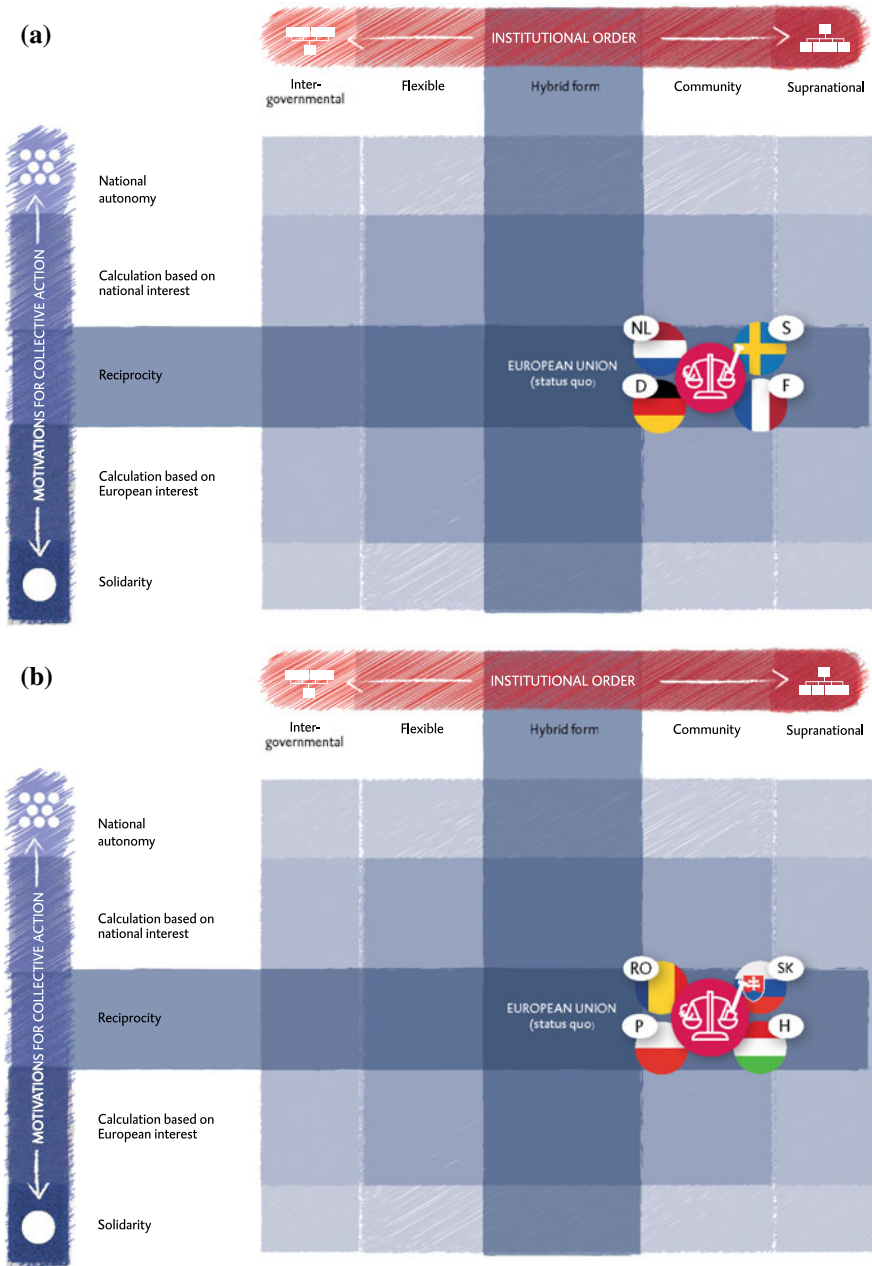 (a)
INSTITUTIONAL ORDER
Inter-
governmental
Flexible
Hybrid form
Community
Supranational
MOTIVATIONS FOR COLLECTIVE ACTION
National
autonomy
Calculation based on
national interest
Reciprocity
Calculation based on
European interest
Solidarity
EUROPEAN UNION
(status quo)
NL
S
D
F
(b)
INSTITUTIONAL ORDER
Inter-
governmental
Flexible
Hybrid form
Community
Supranational
MOTIVATIONS FOR COLLECTIVE ACTION
National
autonomy
Calculation based on
national interest
Reciprocity
Calculation based on
European interest
Solidarity
EUROPEAN UNION
(status quo)
RO
SK
P
H